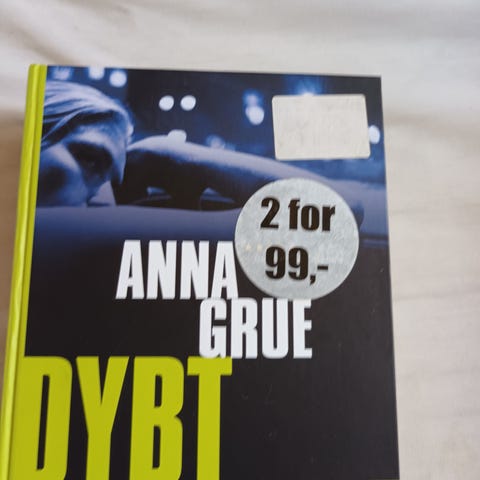 2 for
99,-
ANNA
GRUE
DYBT